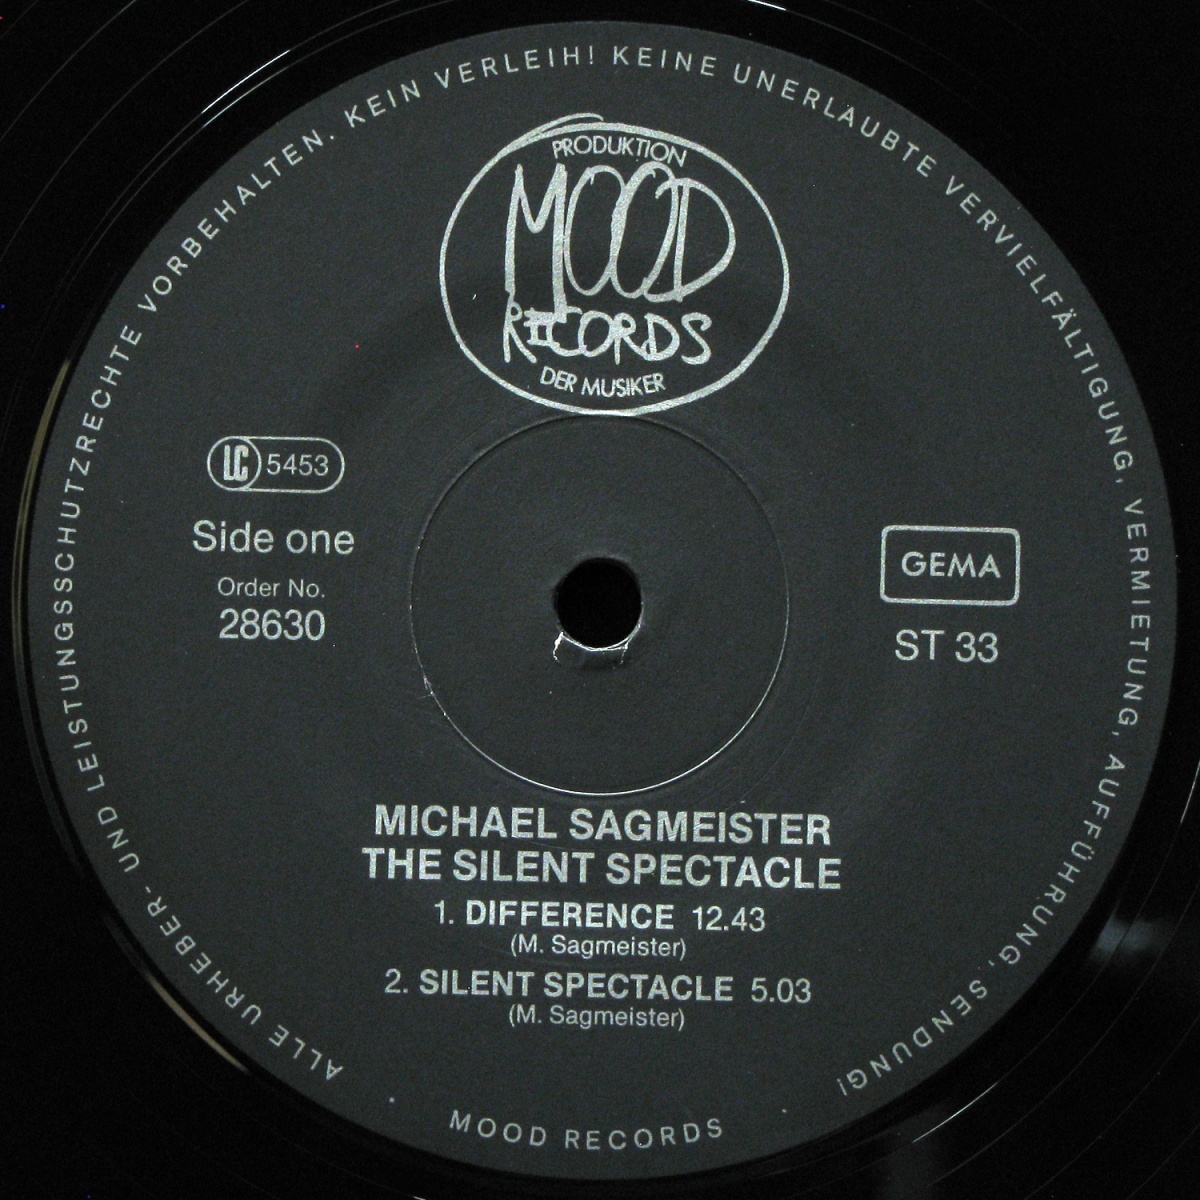 ALLE URHEBER- UND LEISTUNGSSCHUTZRECHTE VORBEHALTEN. KEIN VERLEIH! KEINE UNERLAUBTE VERVIELFÄLTIGUNG, VERMIETUNG, AUFFÜHRUNG, SENDUNG!
PRODUKTION
MOOD
RECORDS
DER MUSIKER
LC 5453
Side one
Order No.
28630
GEMA
ST 33
MICHAEL SAGMEISTER
THE SILENT SPECTACLE
1. DIFFERENCE 12.43
(M. Sagmeister)
2. SILENT SPECTACLE 5.03
(M. Sagmeister)
MOOD RECORDS